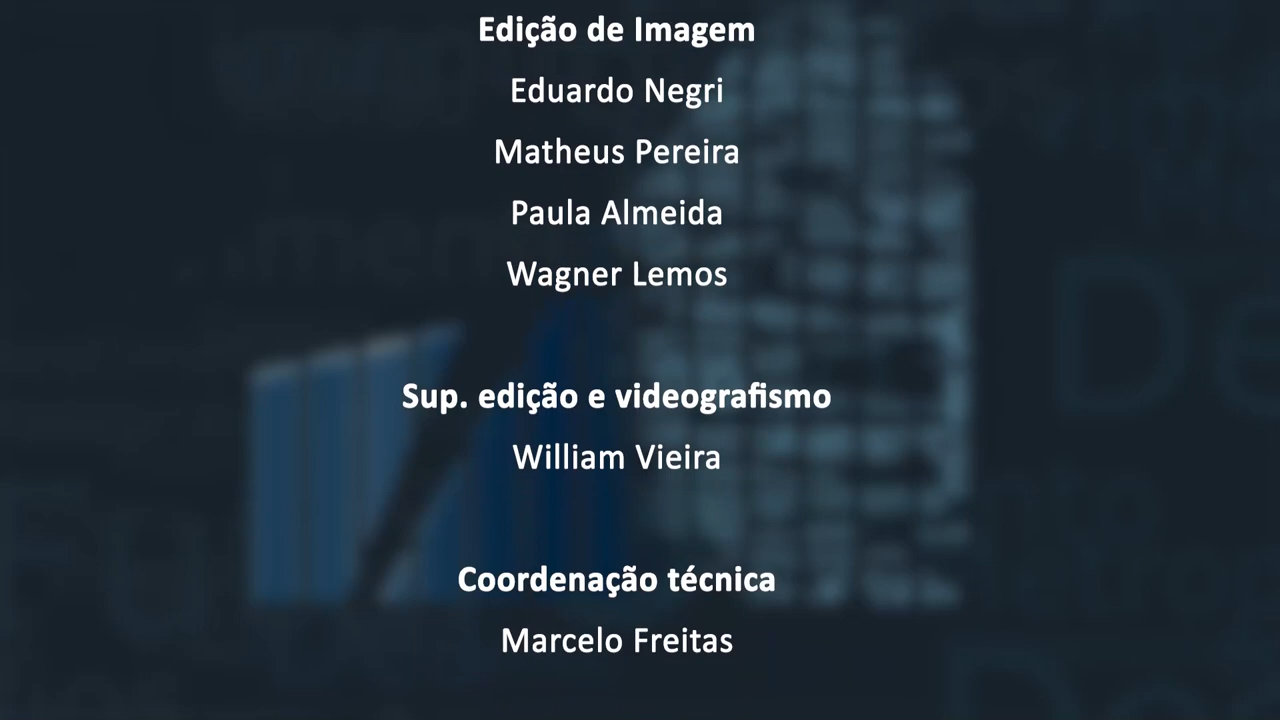 Edição de Imagem
Eduardo Negri
Matheus Pereira
Paula Almeida
Wagner Lemos
Sup. edição e videografismo
William Vieira
Coordenação técnica
Marcelo Freitas